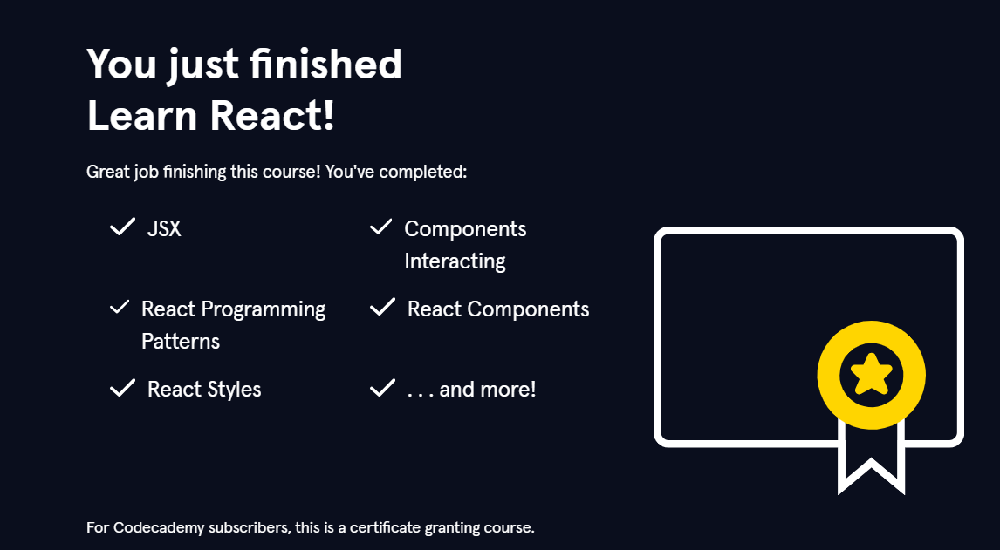 You just finished
Learn React!
Great job finishing this course! You've completed:
JSX
Components
Interacting
React Programming
Patterns
React Components
React Styles
. . . and more!
For Codecademy subscribers, this is a certificate granting course.